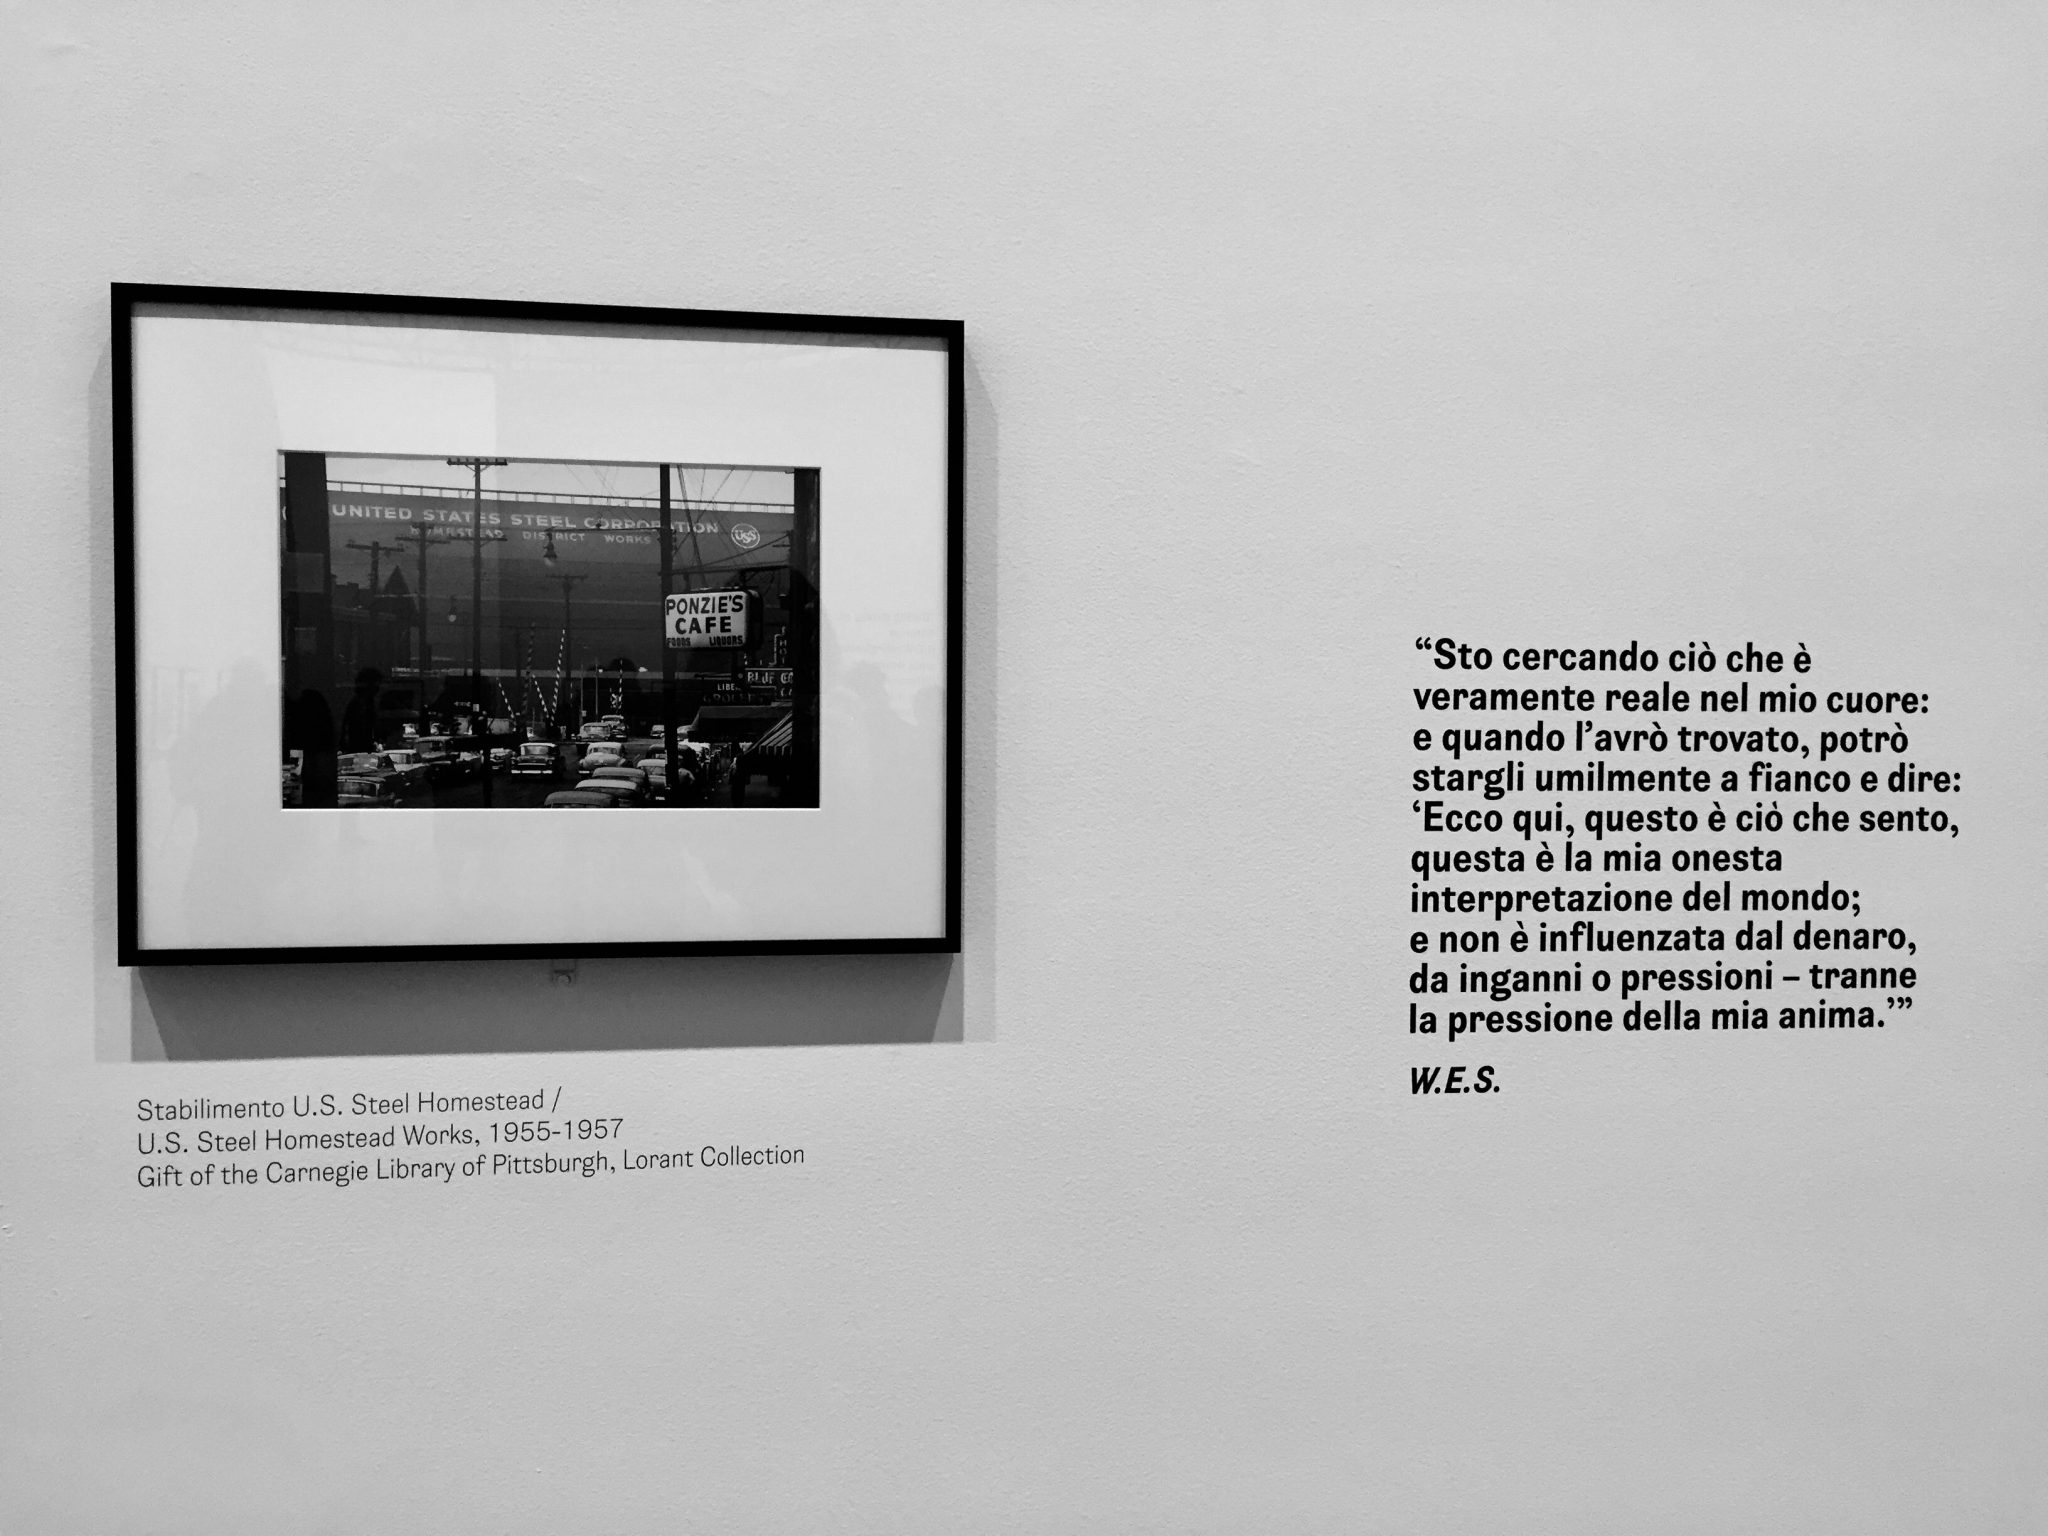 UNITED STATES STEEL CORPORATION
HOMESTEAD DISTRICT WORKS
USS
PONZIE'S
CAFE
FOODS LIQUORS
Stabilimento U.S. Steel Homestead /
U.S. Steel Homestead Works, 1955-1957
Gift of the Carnegie Library of Pittsburgh, Lorant Collection
“Sto cercando ciò che è
veramente reale nel mio cuore:
e quando l’avrò trovato, potrò
stargli umilmente a fianco e dire:
‘Ecco qui, questo è ciò che sento,
questa è la mia onesta
interpretazione del mondo;
e non è influenzata dal denaro,
da inganni o pressioni – tranne
la pressione della mia anima.’”
W.E.S.